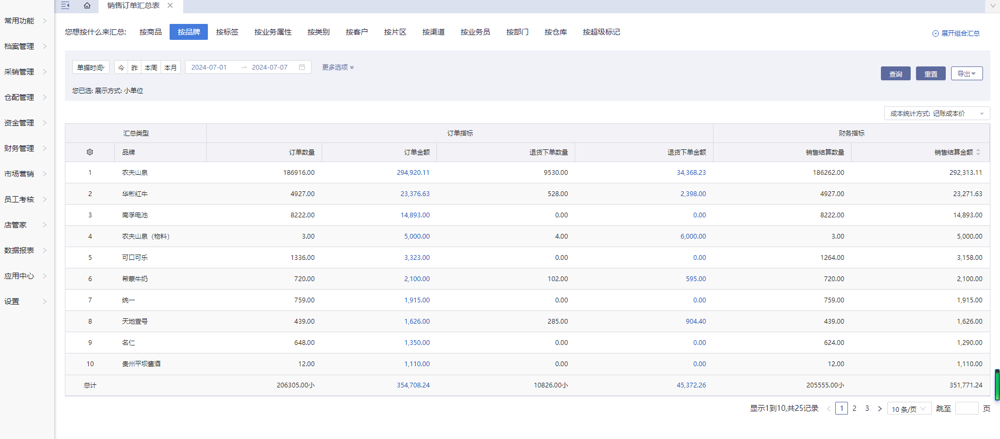 销售订单汇总表
常用功能
档案管理
采销管理
仓配管理
资金管理
财务管理
市场营销
员工考核
店管家
数据报表
应用中心
设置
您想按什么来汇总: 按商品 按品牌 按标签 按业务属性 按类别 按客户 按片区 按渠道 按业务员 按部门 按仓库 按超级标记 展开组合汇总
单据时间 今 昨 本周 本月 2024-07-01 → 2024-07-07 更多选项
查询 重置 导出
您已选: 展示方式: 小单位
成本统计方式: 记账成本价
汇总类型 订单指标 财务指标
品牌 订单数量 订单金额 退货下单数量 退货下单金额 销售结算数量 销售结算金额
1 农夫山泉 186916.00 294,920.11 9530.00 34,368.23 186262.00 292,313.11
2 华彬红牛 4927.00 23,376.63 528.00 2,398.00 4927.00 23,271.63
3 南孚电池 8222.00 14,893.00 0.00 0.00 8222.00 14,893.00
4 农夫山泉（物料） 3.00 5,000.00 4.00 6,000.00 3.00 5,000.00
5 可口可乐 1336.00 3,323.00 0.00 0.00 1264.00 3,158.00
6 希蒙牛奶 720.00 2,100.00 102.00 595.00 720.00 2,100.00
7 统一 759.00 1,915.00 0.00 0.00 759.00 1,915.00
8 天地壹号 439.00 1,626.00 285.00 904.40 439.00 1,626.00
9 名仁 648.00 1,350.00 0.00 0.00 624.00 1,290.00
10 贵州平坝酱酒 12.00 1,110.00 0.00 0.00 12.00 1,110.00
总计 206305.00小 354,708.24 10826.00小 45,372.26 205555.00小 351,771.24
显示1到10,共25记录 < 1 2 3 > 10 条/页 跳至 页